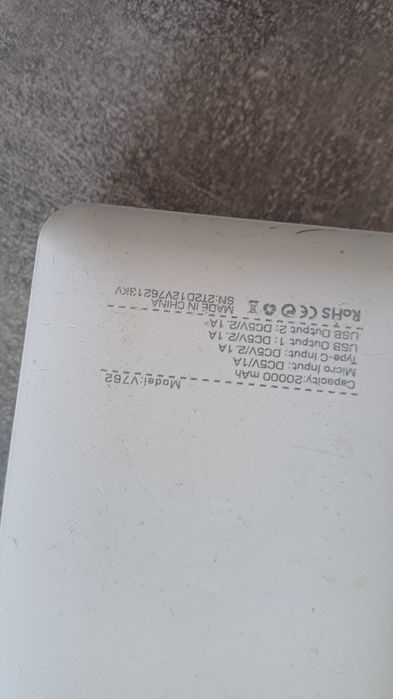 Model:V762
Capacity:20000 mAh
Micro Input: DC5V/1A
Type-C Input: DC5V/2.1A
USB Output 1: DC5V/2.1A
USB Output 2: DC5V/2.1A
RoHS CE MADE IN CHINA
SN:2T2D12V76213KV